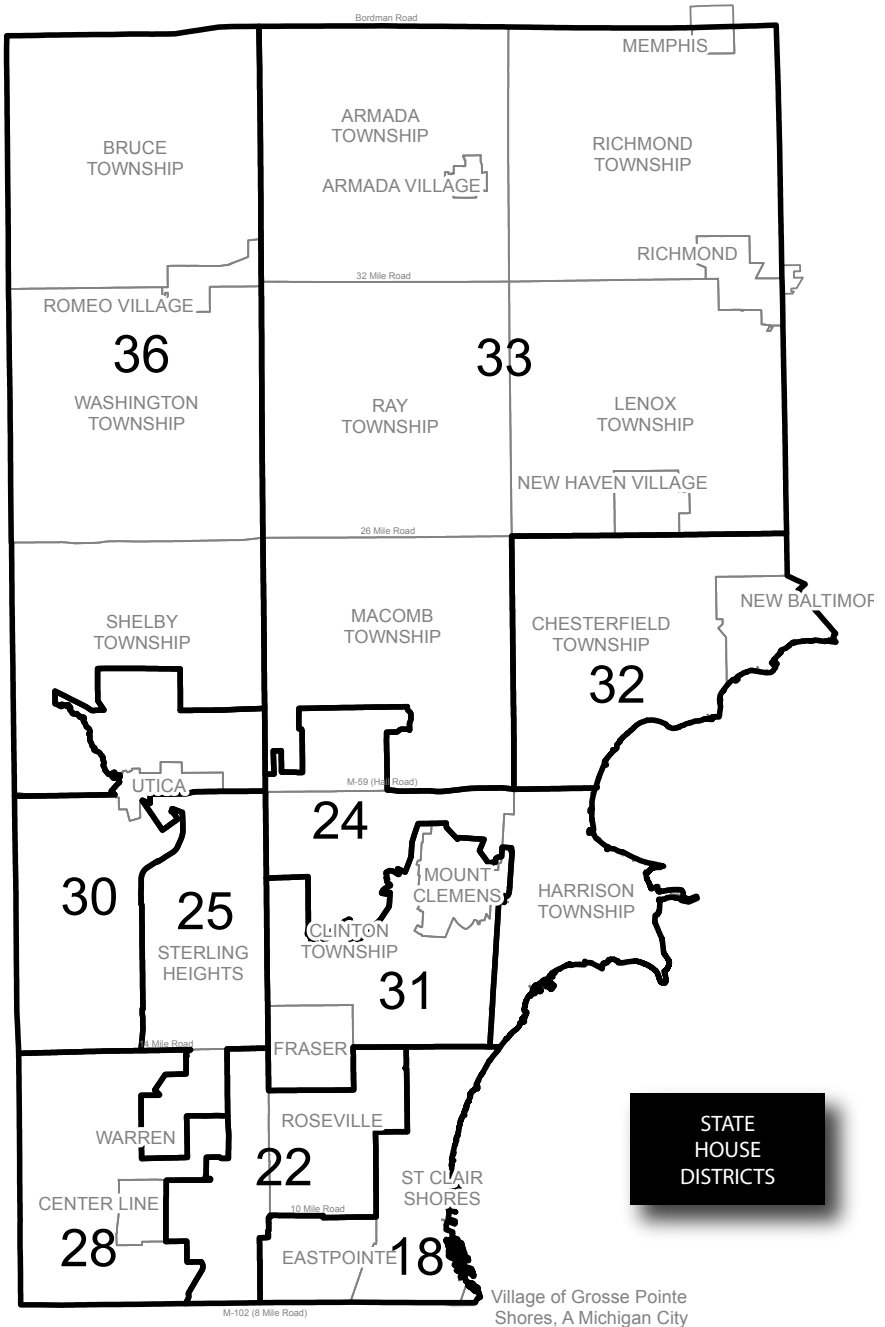 Bordman Road
MEMPHIS
ARMADA
TOWNSHIP
BRUCE
TOWNSHIP
RICHMOND
TOWNSHIP
ARMADA VILLAGE
RICHMOND
32 Mile Road
ROMEO VILLAGE
36
33
WASHINGTON
TOWNSHIP
RAY
TOWNSHIP
LENOX
TOWNSHIP
NEW HAVEN VILLAGE
26 Mile Road
NEW BALTIMOR
SHELBY
TOWNSHIP
MACOMB
TOWNSHIP
CHESTERFIELD
TOWNSHIP
32
UTICA
M-59 (Hall Road)
24
30
25
MOUNT
CLEMENS
HARRISON
TOWNSHIP
CLINTON
TOWNSHIP
STERLING
HEIGHTS
31
14 Mile Road
FRASER
ROSEVILLE
WARREN
22
ST CLAIR
SHORES
CENTER LINE
10 Mile Road
28
EASTPOINTE
18
STATE
HOUSE
DISTRICTS
Village of Grosse Pointe
Shores, A Michigan City
M-102 (8 Mile Road)